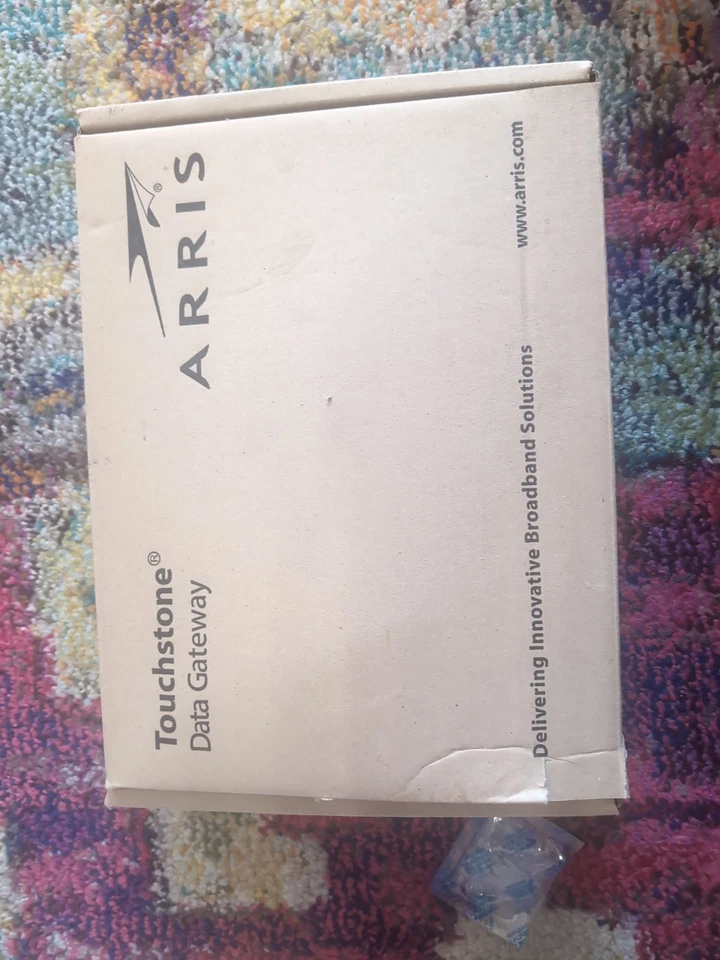 Touchstone®
Data Gateway
ARRIS
®
Delivering Innovative Broadband Solutions
www.arris.com